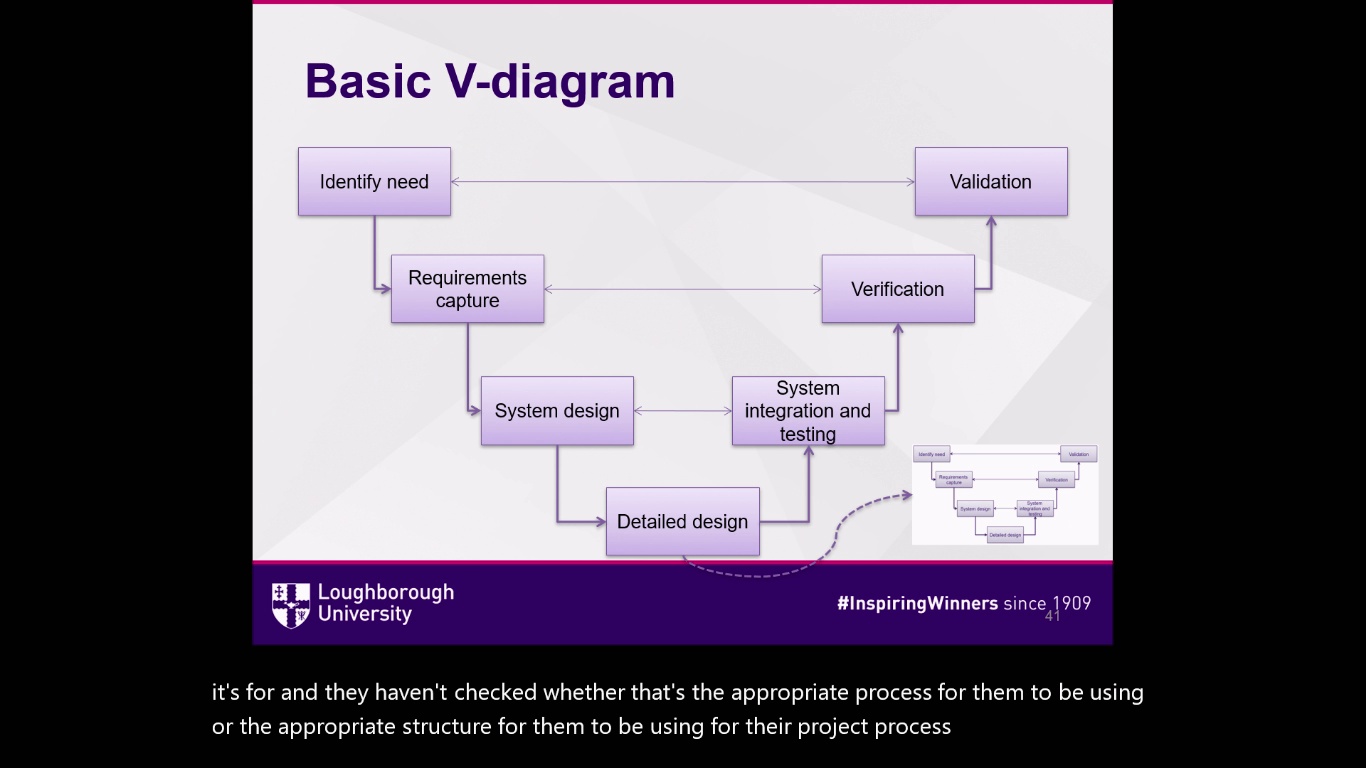 Basic V-diagram
Identify need
Validation
Requirements
capture
Verification
System design
System
integration and
testing
Detailed design
Identify need
Validation
Requirements
capture
Verification
System design
System
integration and
testing
Detailed design
Loughborough
University
#InspiringWinners since 1909
41
it's for and they haven't checked whether that's the appropriate process for them to be using
or the appropriate structure for them to be using for their project process